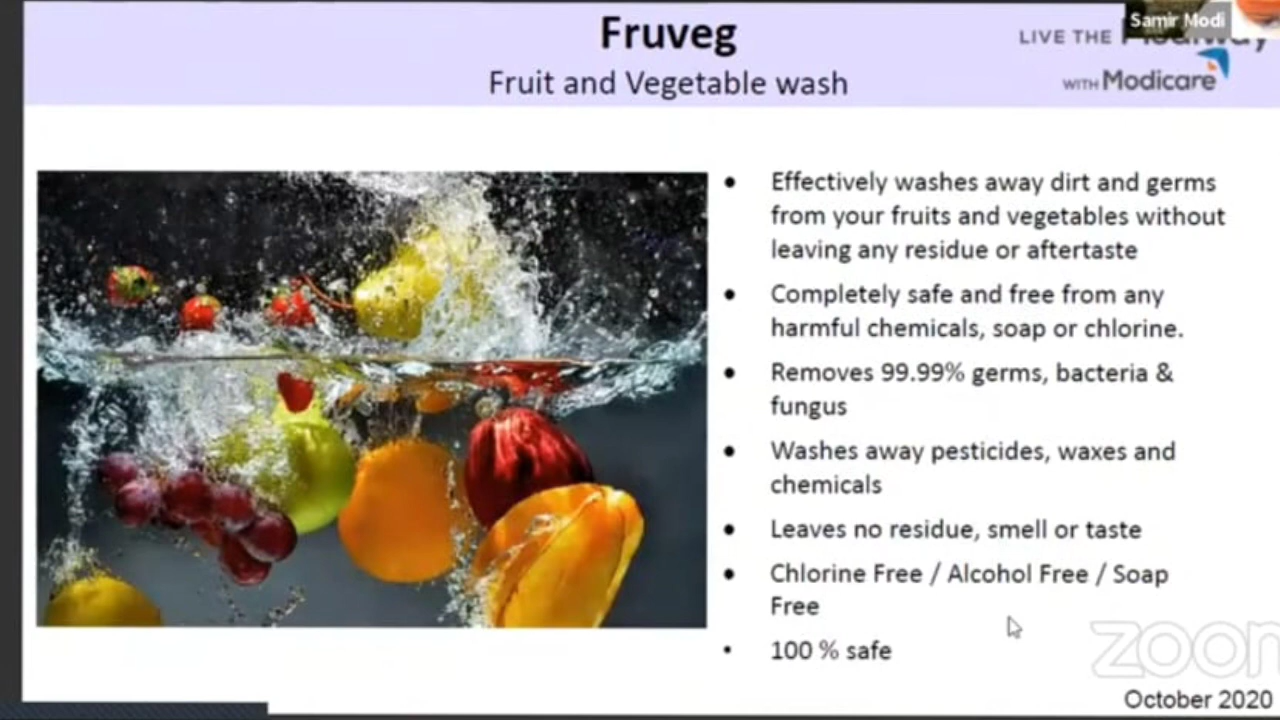 Fruveg
Fruit and Vegetable wash
Samir Modi
LIVE THE
WITH Modicare
• Effectively washes away dirt and germs
from your fruits and vegetables without
leaving any residue or aftertaste
• Completely safe and free from any
harmful chemicals, soap or chlorine.
• Removes 99.99% germs, bacteria &
fungus
• Washes away pesticides, waxes and
chemicals
• Leaves no residue, smell or taste
• Chlorine Free / Alcohol Free / Soap
Free
• 100 % safe
zoom
October 2020